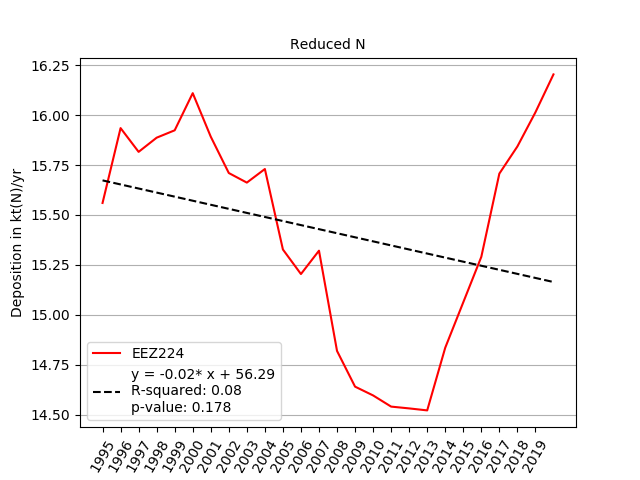 Reduced N
Deposition in kt(N)/yr
16.25
16.00
15.75
15.50
15.25
15.00
14.75
14.50
EEZ224
y = -0.02* x + 56.29
R-squared: 0.08
p-value: 0.178
1995 1996 1997 1998 1999 2000 2001 2002 2003 2004 2005 2006 2007 2008 2009 2010 2011 2012 2013 2014 2015 2016 2017 2018 2019